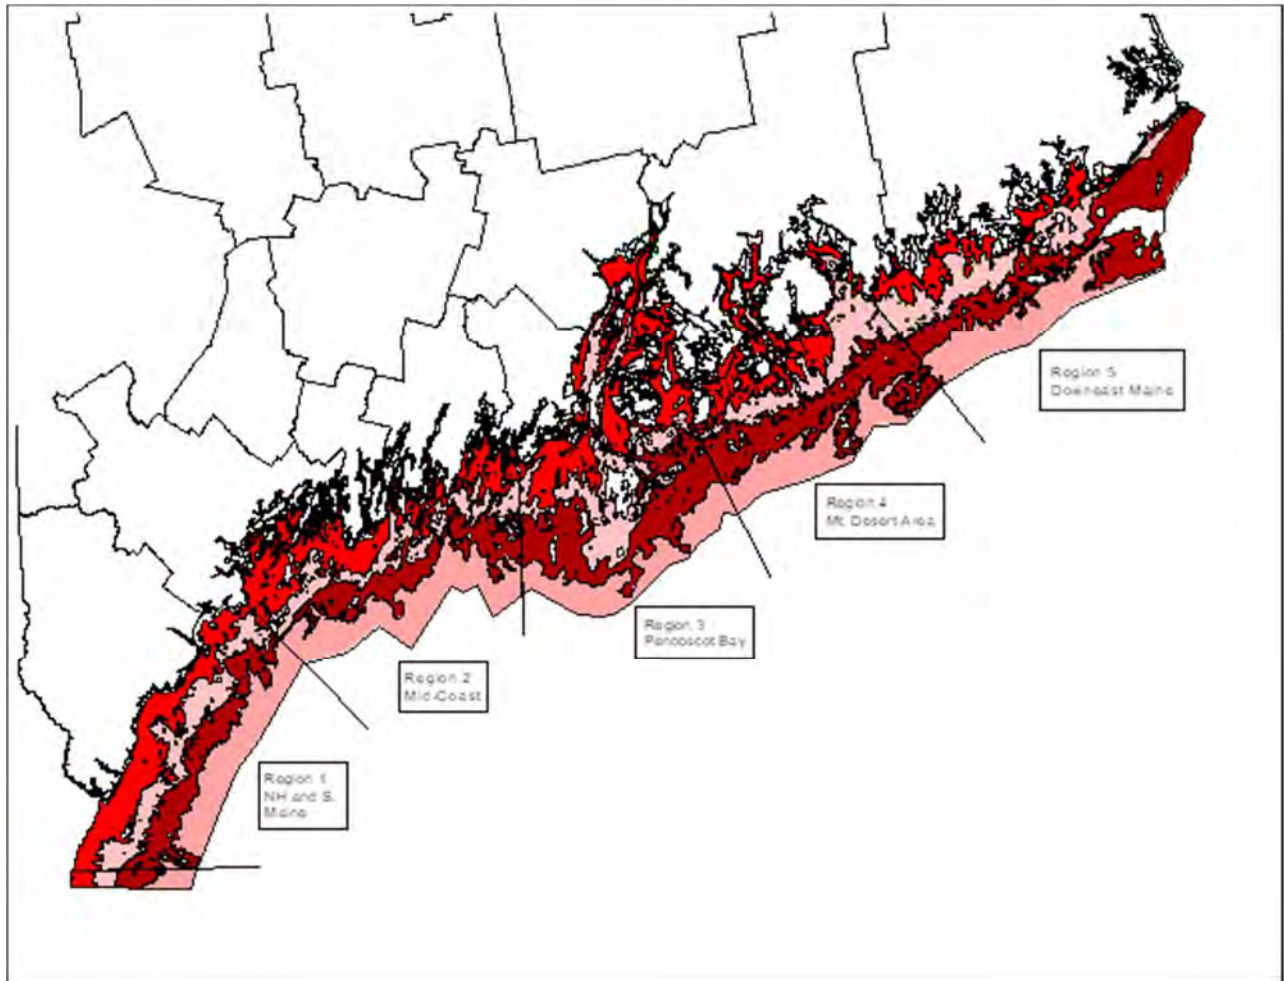 Region 5
Downeast Maine
Region 4
Mt. Desert Area
Region 3
Penobscot Bay
Region 2
Mid-Coast
Region 1
NH and S.
Maine